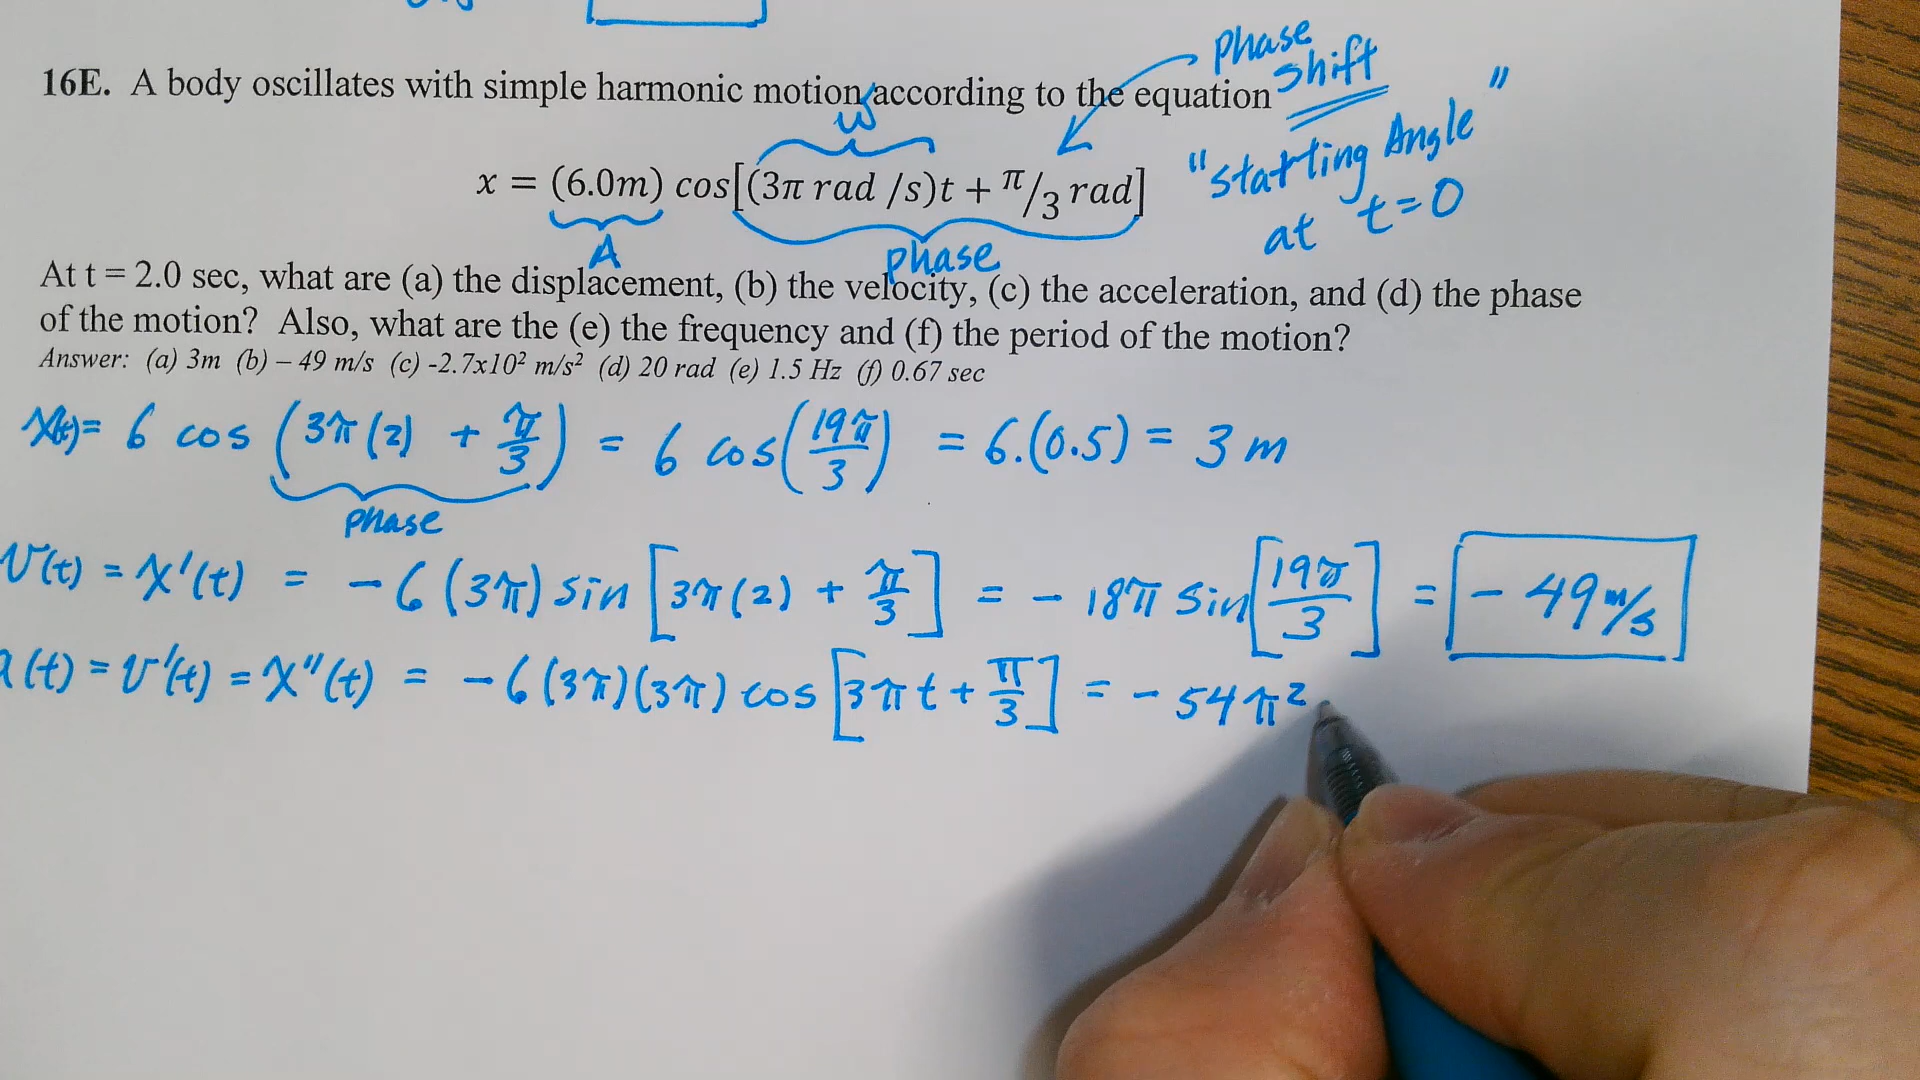 phase
shift
16E. A body oscillates with simple harmonic motion according to the equation
"starting Angle"
at t=0
ω
x = (6.0m) cos[(3π rad /s)t + π/3 rad]
A
phase
At t = 2.0 sec, what are (a) the displacement, (b) the velocity, (c) the acceleration, and (d) the phase
of the motion? Also, what are the (e) the frequency and (f) the period of the motion?
Answer: (a) 3m (b) – 49 m/s (c) -2.7x10² m/s² (d) 20 rad (e) 1.5 Hz (f) 0.67 sec
x(t)= 6 cos (3π(2) + π/3) = 6 cos(19π/3) = 6.(0.5) = 3 m
phase
v(t) = x'(t) = -6(3π) sin [3π(2) + π/3] = - 18π sin[19π/3] = - 49 m/s
a(t) = v'(t) = x''(t) = -6(3π)(3π) cos [3πt + π/3] = - 54π²